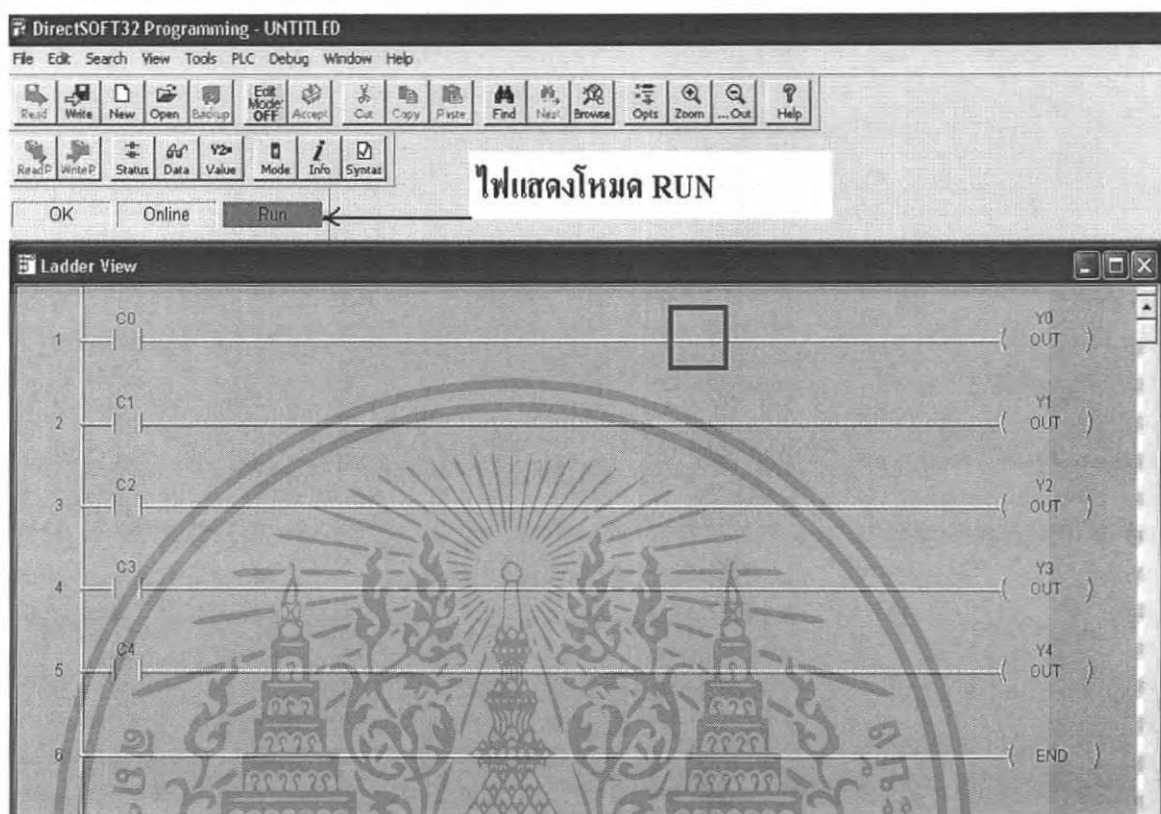 DirectSOFT32 Programming - UNTITLED
File Edit Search View Tools PLC Debug Window Help
Read Write New Open Backup Edit Mode: OFF Accept Cut Copy Paste Find Next Browse Opts Zoom ...Out Help
ReadP WriteP Status Data Value Mode Info Syntax
ไฟแสดงโหมด RUN
OK Online Run
Ladder View
C0 Y0
1 OUT
C1 Y1
2 OUT
C2 Y2
3 OUT
C3 Y3
4 OUT
C4 Y4
5 OUT
6 END